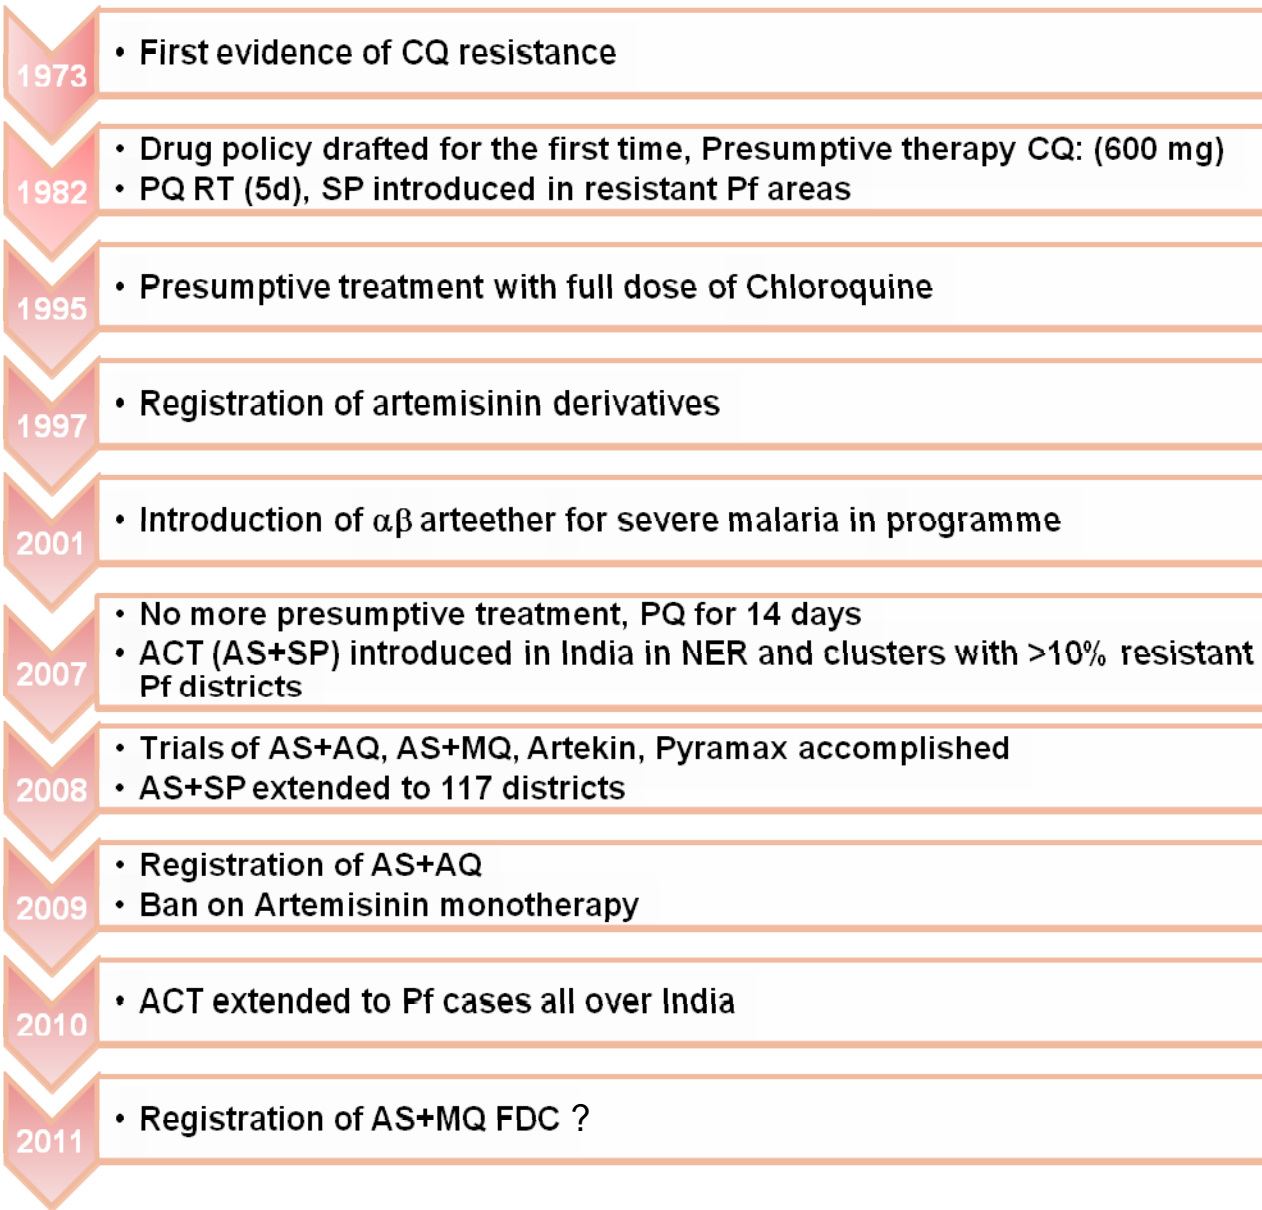 1973
• First evidence of CQ resistance
1982
• Drug policy drafted for the first time, Presumptive therapy CQ: (600 mg)
• PQ RT (5d), SP introduced in resistant Pf areas
1995
• Presumptive treatment with full dose of Chloroquine
1997
• Registration of artemisinin derivatives
2001
• Introduction of αβ arteether for severe malaria in programme
2007
• No more presumptive treatment, PQ for 14 days
• ACT (AS+SP) introduced in India in NER and clusters with >10% resistant
Pf districts
2008
• Trials of AS+AQ, AS+MQ, Artekin, Pyramax accomplished
• AS+SP extended to 117 districts
2009
• Registration of AS+AQ
• Ban on Artemisinin monotherapy
2010
• ACT extended to Pf cases all over India
2011
• Registration of AS+MQ FDC ?